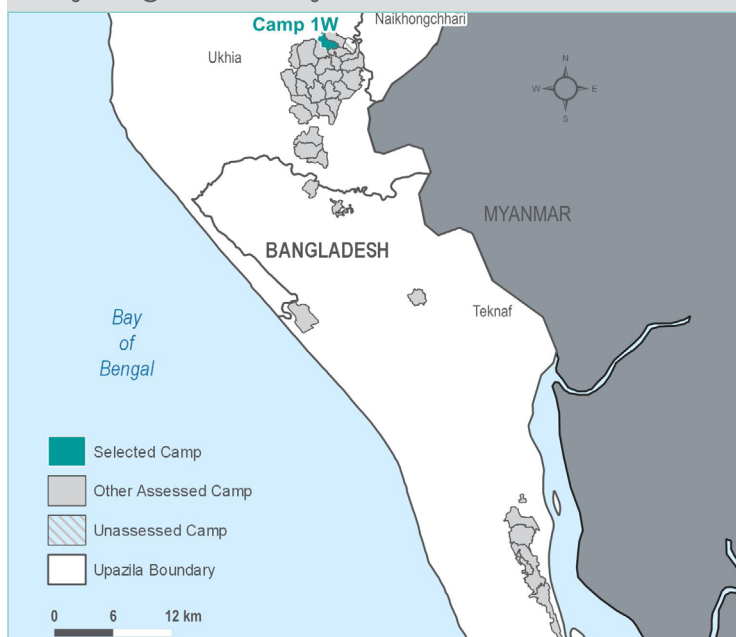 Camp 1W
Naikhongchhari
Ukhia
N
W
E
S
MYANMAR
BANGLADESH
Teknaf
Bay
of
Bengal
Selected Camp
Other Assessed Camp
Unassessed Camp
Upazila Boundary
0 6 12 km